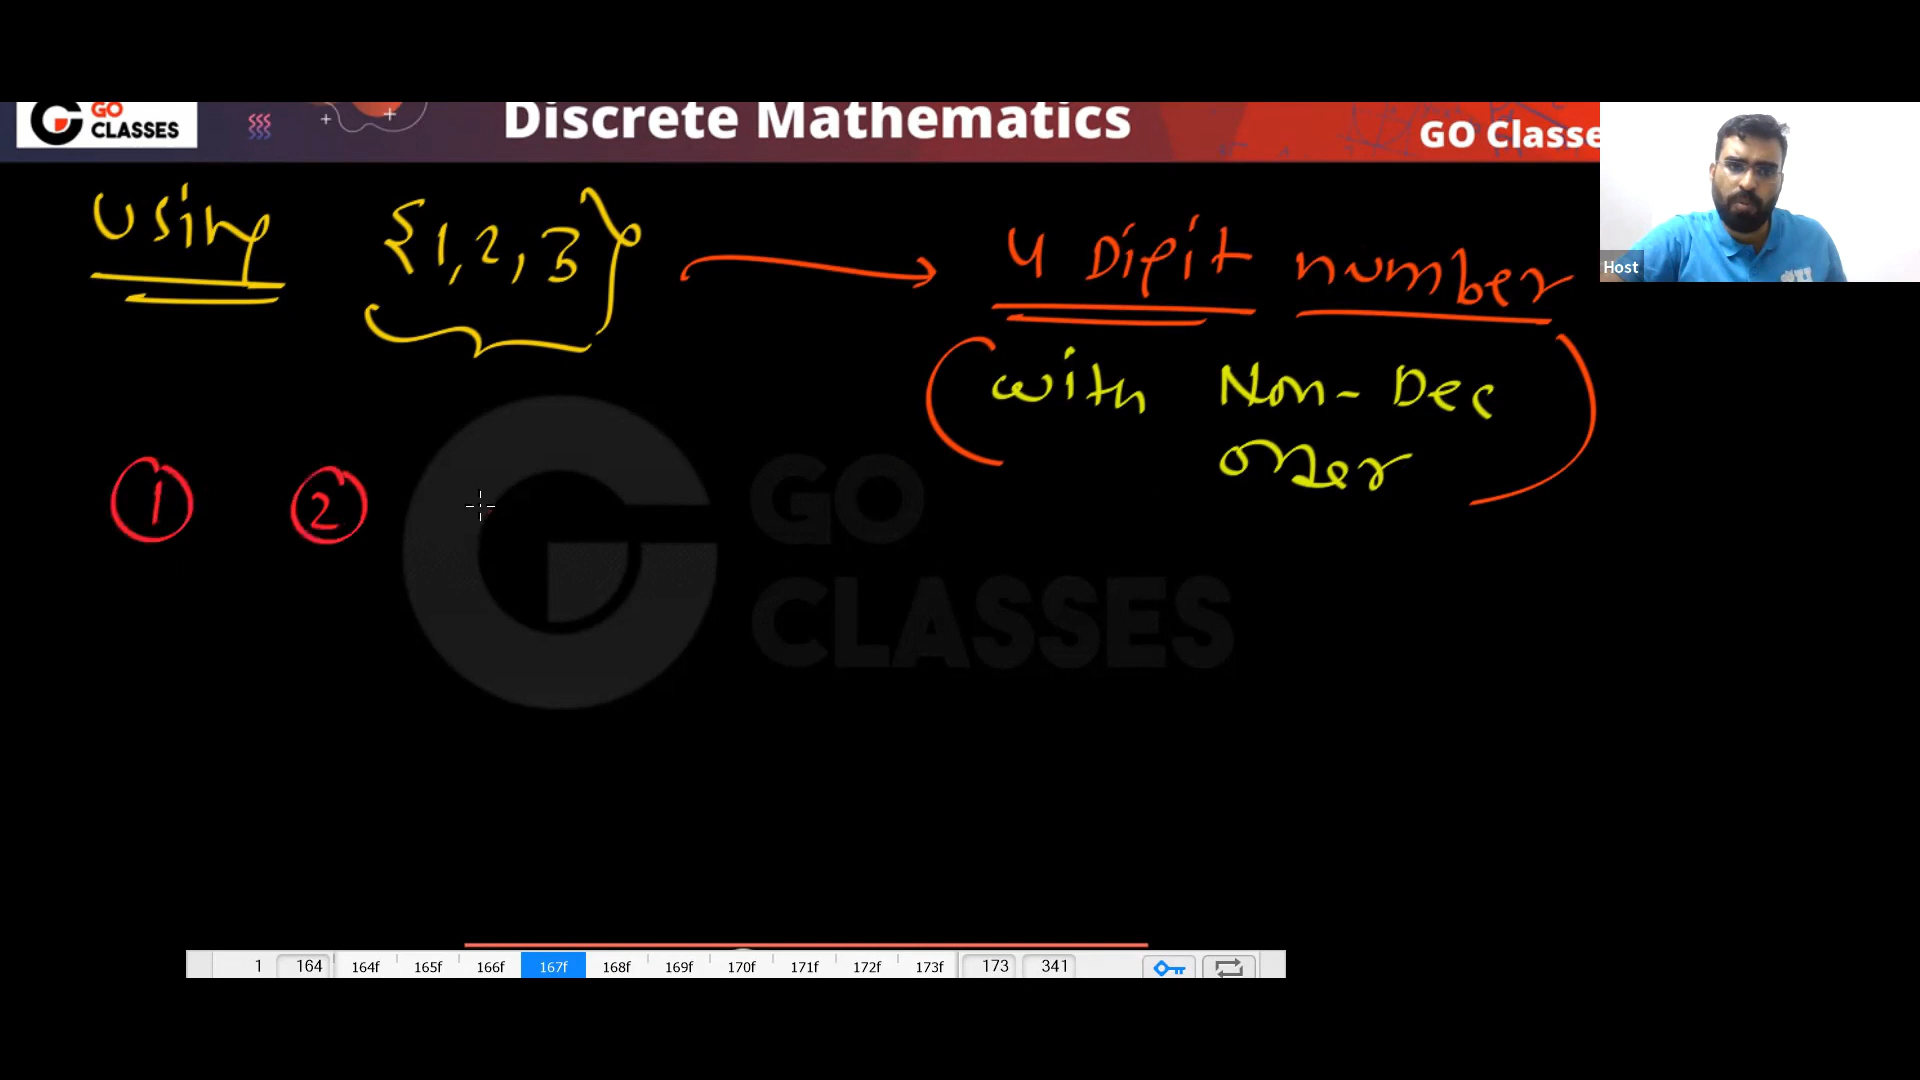 GO
CLASSES
Discrete Mathematics
GO Classe
Host
Using {1, 2, 3} → 4 Digit number
(with Non-Dec
order)
1 2
GO
CLASSES
1 164 164f 165f 166f 167f 168f 169f 170f 171f 172f 173f 173 341